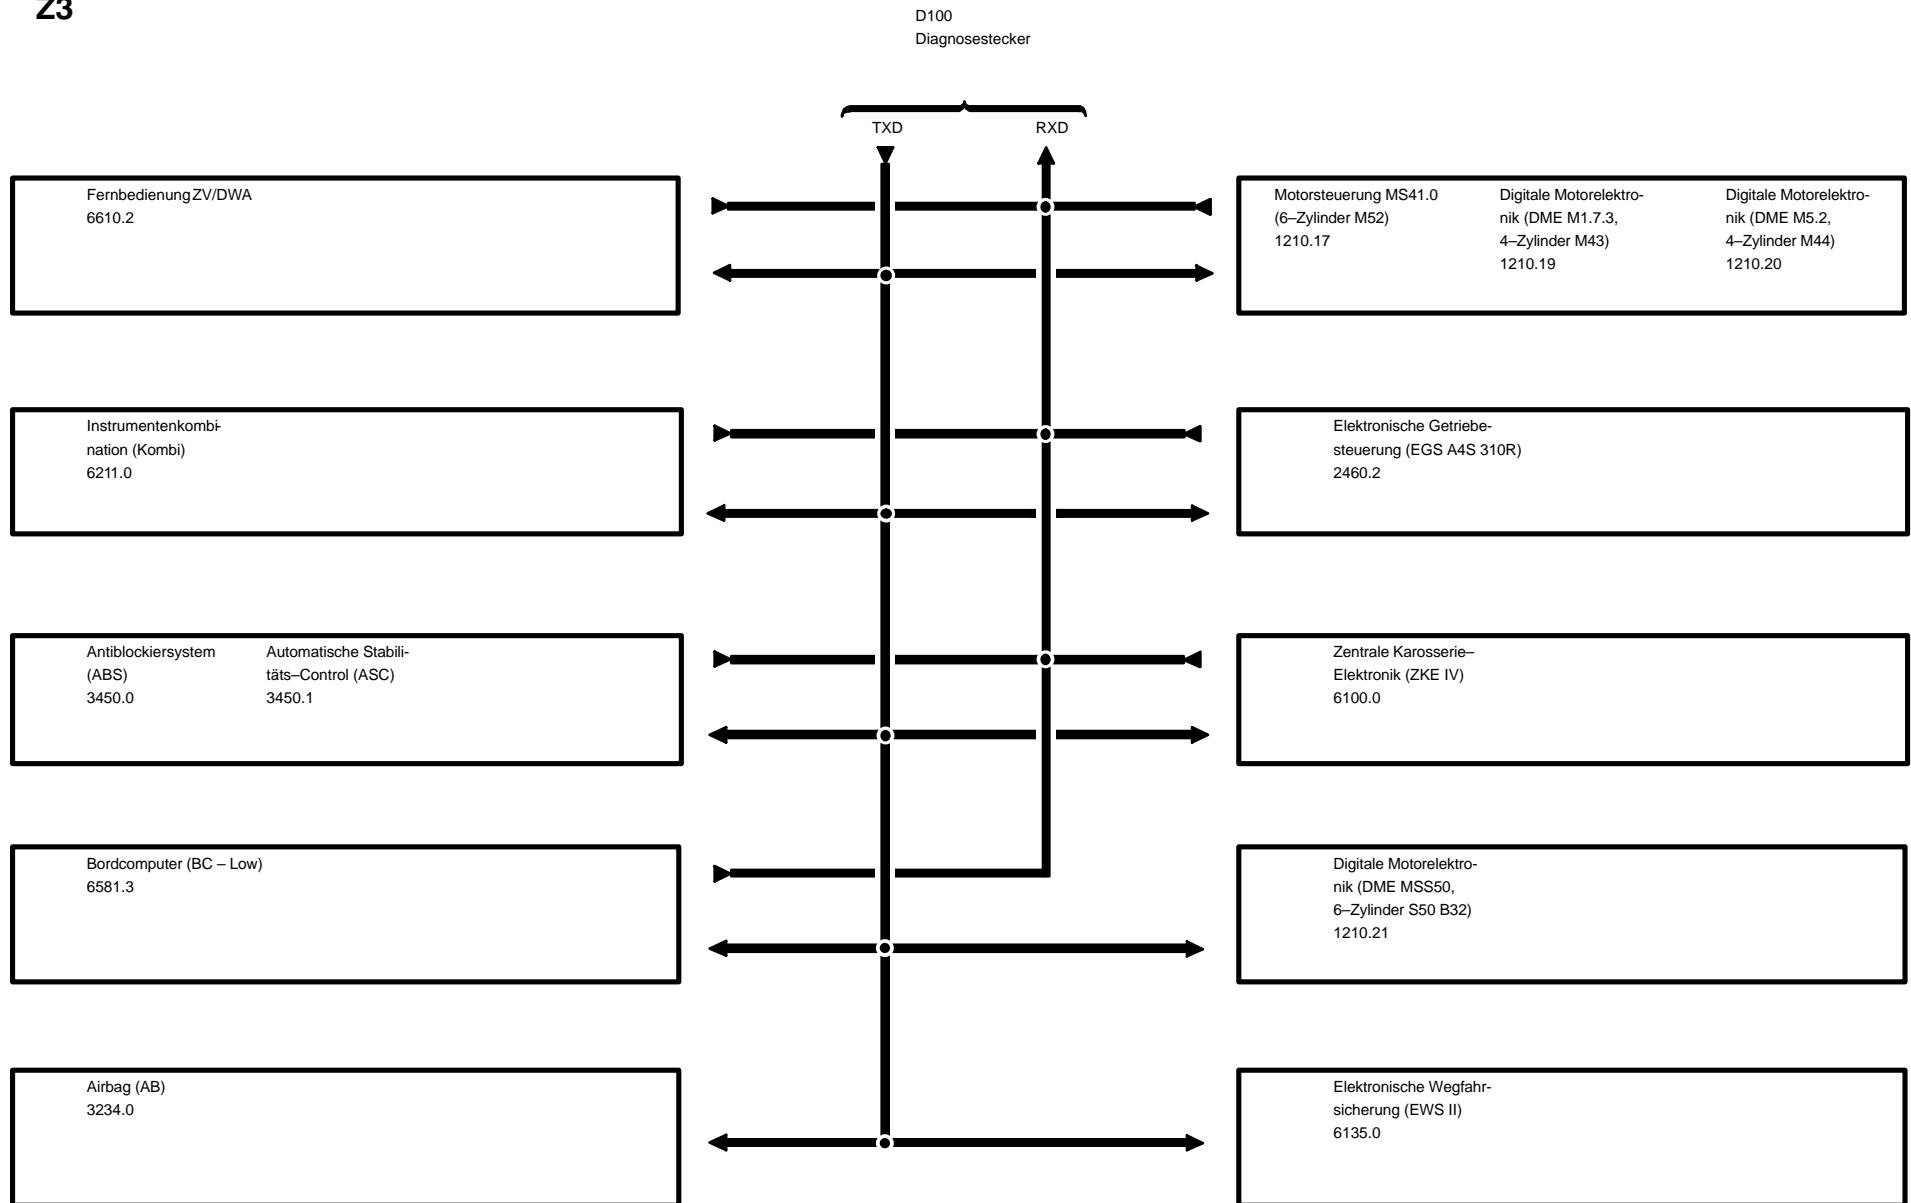 Z3
D100
Diagnosestecker
TXD
RXD
Fernbedienung ZV/DWA
6610.2
Motorsteuerung MS41.0
(6–Zylinder M52)
1210.17
Digitale Motorelektro-
nik (DME M1.7.3,
4–Zylinder M43)
1210.19
Digitale Motorelektro-
nik (DME M5.2,
4–Zylinder M44)
1210.20
Instrumentenkombi-
nation (Kombi)
6211.0
Elektronische Getriebe-
steuerung (EGS A4S 310R)
2460.2
Antiblockiersystem
(ABS)
3450.0
Automatische Stabili-
täts–Control (ASC)
3450.1
Zentrale Karosserie–
Elektronik (ZKE IV)
6100.0
Bordcomputer (BC – Low)
6581.3
Digitale Motorelektro-
nik (DME MSS50,
6–Zylinder S50 B32)
1210.21
Airbag (AB)
3234.0
Elektronische Wegfahr-
sicherung (EWS II)
6135.0